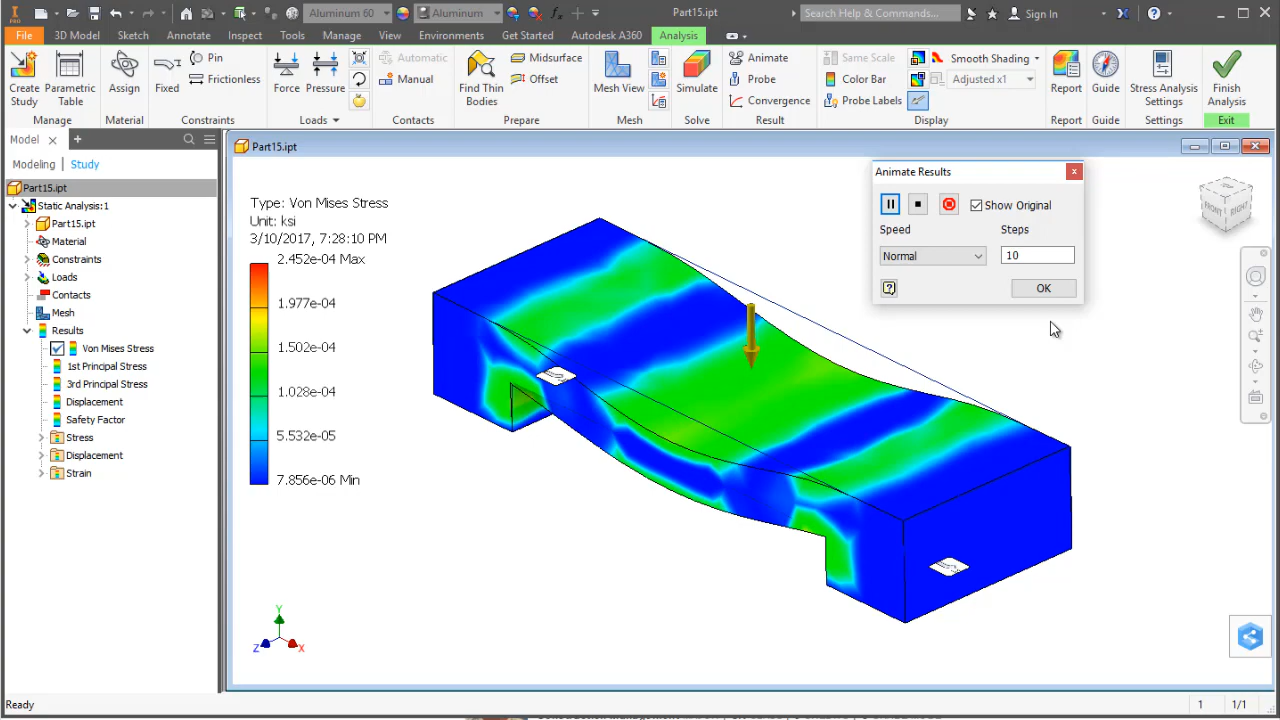 PRO
Aluminum 60
Aluminum
fx
Part15.ipt
Search Help & Commands...
Sign In
File
3D Model
Sketch
Annotate
Inspect
Tools
Manage
View
Environments
Get Started
Autodesk A360
Analysis
Create Study
Parametric Table
Manage
Assign
Material
Fixed
Pin
Frictionless
Constraints
Force
Pressure
Loads
Automatic
Manual
Contacts
Find Thin Bodies
Midsurface
Offset
Prepare
Mesh View
Mesh
Simulate
Solve
Animate
Probe
Convergence
Result
Same Scale
Color Bar
Probe Labels
Smooth Shading
Adjusted x1
Display
Report
Report
Guide
Guide
Stress Analysis Settings
Settings
Finish Analysis
Exit
Model
Modeling
Study
Part15.ipt
Static Analysis:1
Part15.ipt
Material
Constraints
Loads
Contacts
Mesh
Results
Von Mises Stress
1st Principal Stress
3rd Principal Stress
Displacement
Safety Factor
Stress
Displacement
Strain
Part15.ipt
Type: Von Mises Stress
Unit: ksi
3/10/2017, 7:28:10 PM
2.452e-04 Max
1.977e-04
1.502e-04
1.028e-04
5.532e-05
7.856e-06 Min
Animate Results
Show Original
Speed
Steps
Normal
10
OK
FRONT
RIGHT
Y
Z
X
Ready
1
1/1